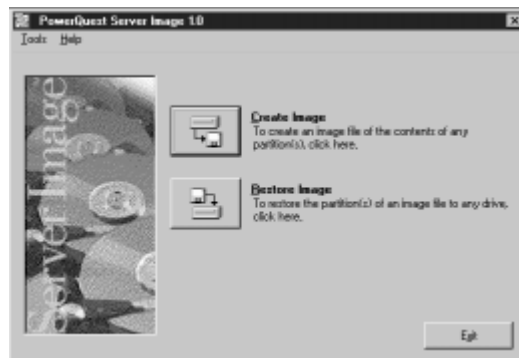 PowerQuest Server Image 1.0
Tools Help
Server Image
Create Image
To create an image file of the contents of any
partition(s), click here.
Restore Image
To restore the partition(s) of an image file to any drive,
click here.
Exit